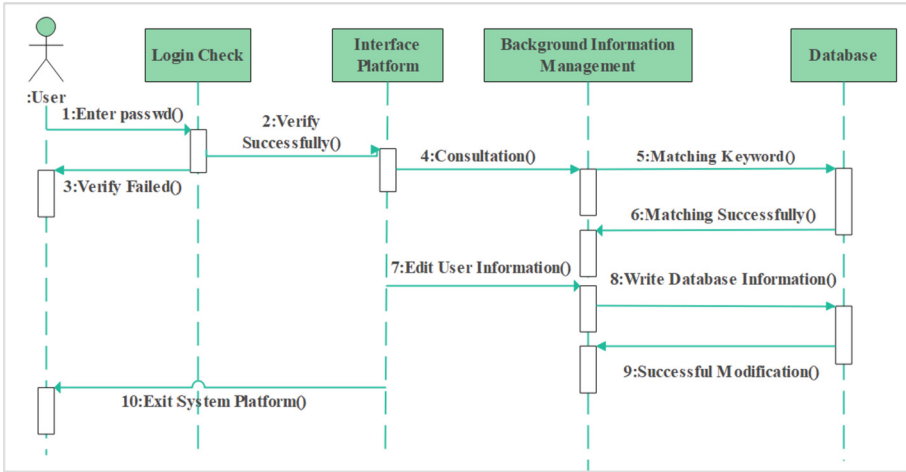 Login Check
Interface
Platform
Background Information
Management
Database
:User
1:Enter passwd()
2:Verify
Successfully()
3:Verify Failed()
4:Consultation()
5:Matching Keyword()
6:Matching Successfully()
7:Edit User Information()
8:Write Database Information()
9:Successful Modification()
10:Exit System Platform()